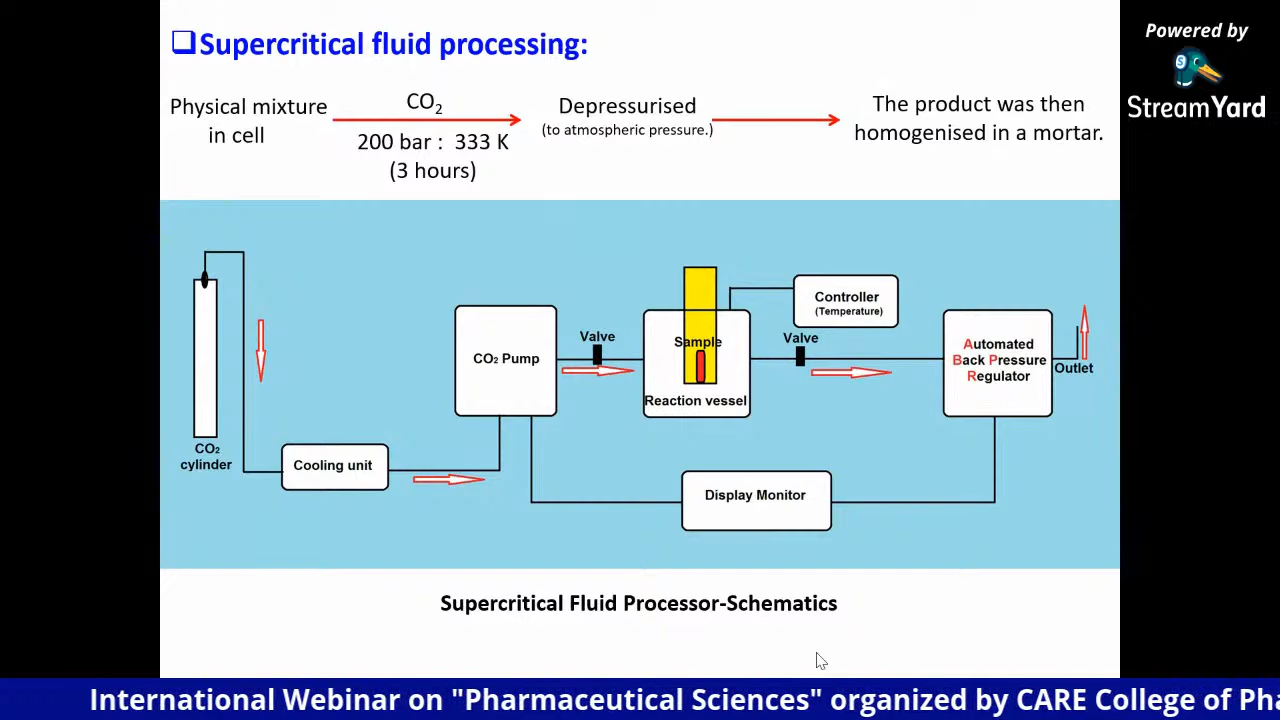 Supercritical fluid processing:
Powered by
StreamYard
Physical mixture
in cell
CO2
200 bar : 333 K
(3 hours)
Depressurised
(to atmospheric pressure.)
The product was then
homogenised in a mortar.
CO2
cylinder
Cooling unit
CO2 Pump
Valve
Sample
Reaction vessel
Controller
(Temperature)
Valve
Automated
Back Pressure
Regulator
Outlet
Display Monitor
Supercritical Fluid Processor-Schematics
International Webinar on "Pharmaceutical Sciences" organized by CARE College of Pha